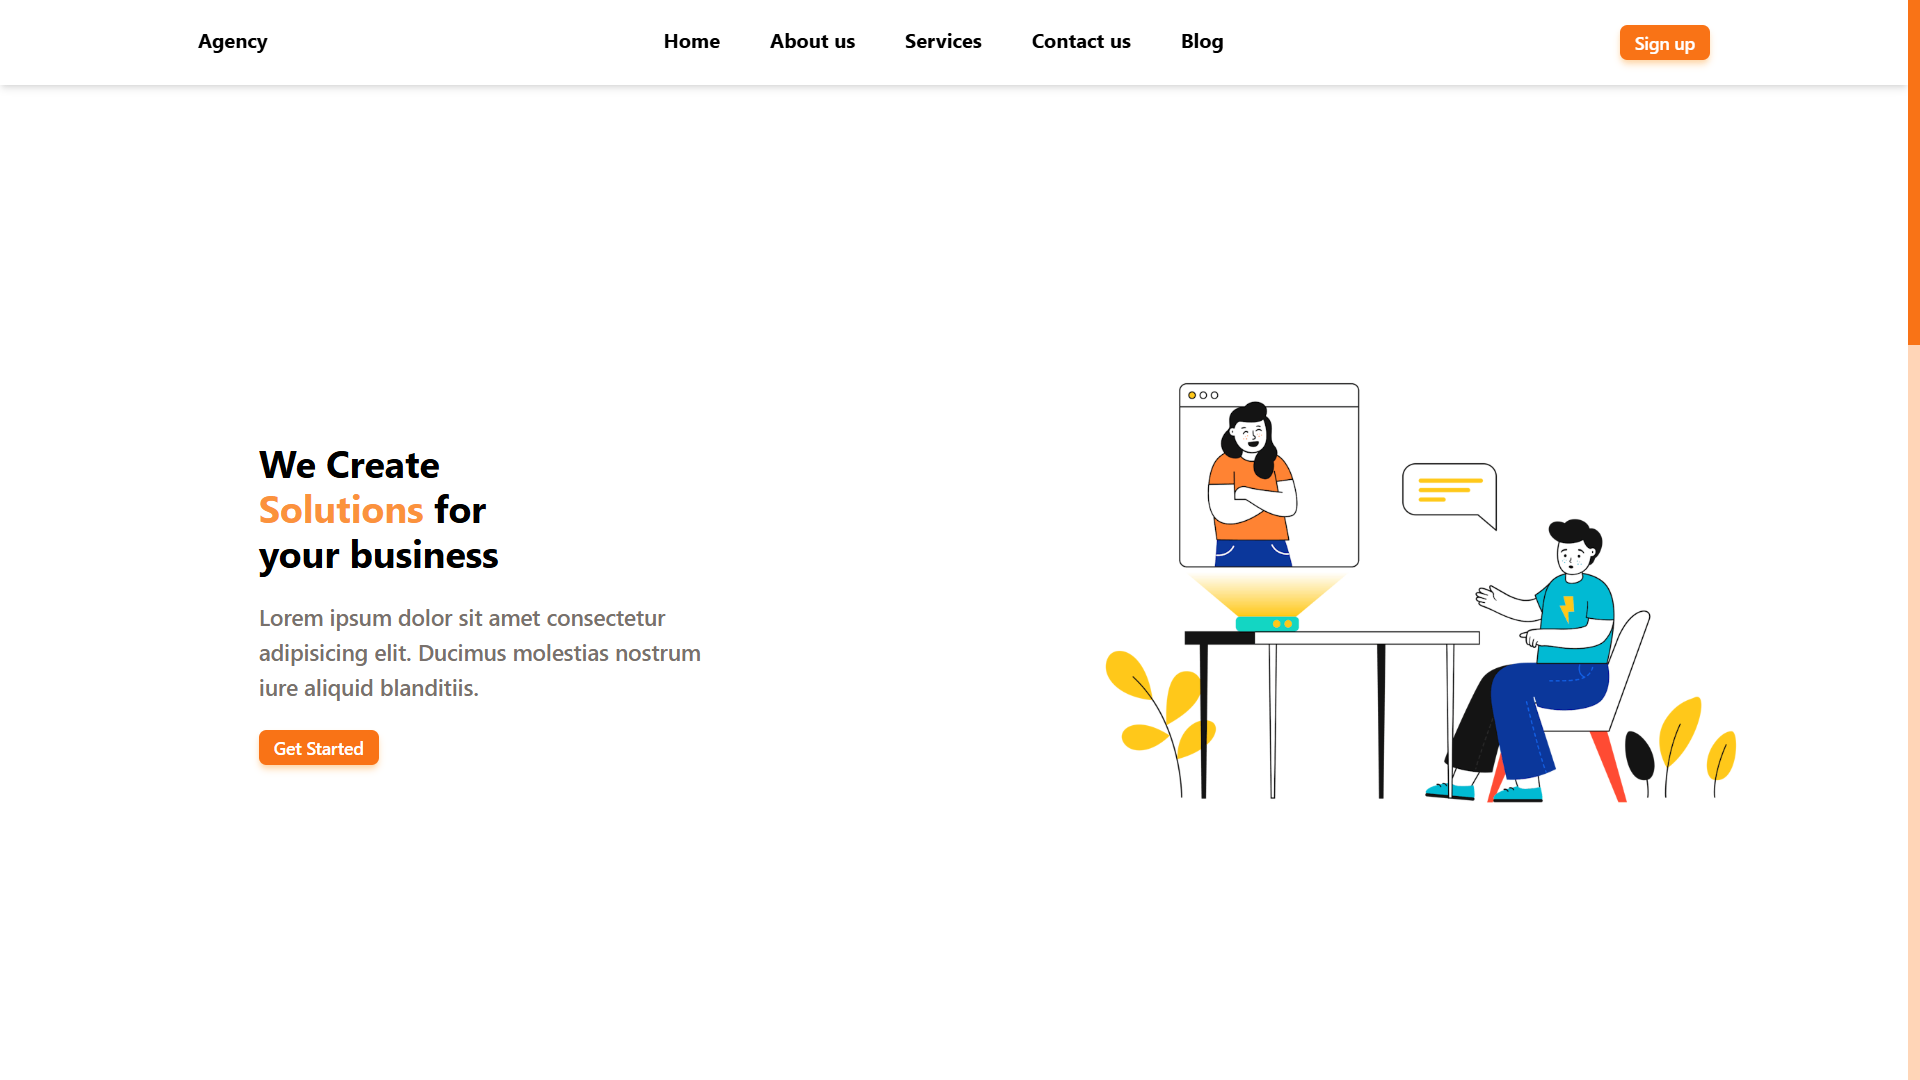 Agency
Home
About us
Services
Contact us
Blog
Sign up
We Create
Solutions for
your business
Lorem ipsum dolor sit amet consectetur
adipisicing elit. Ducimus molestias nostrum
iure aliquid blanditiis.
Get Started